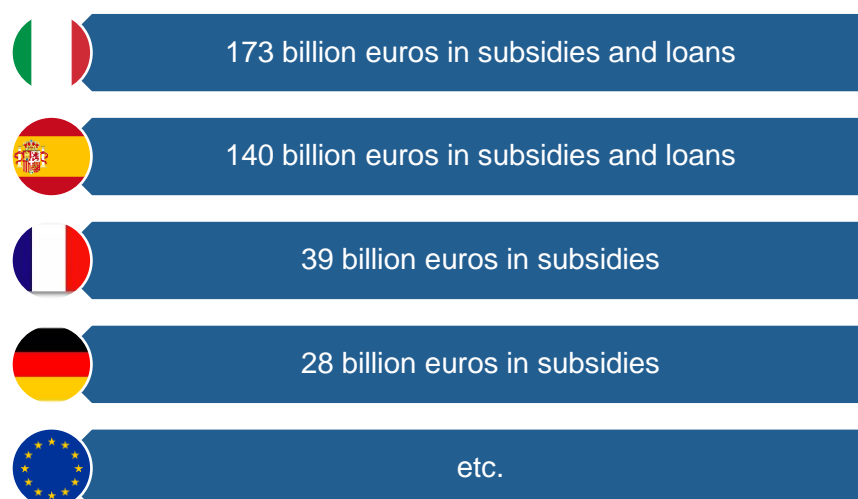 173 billion euros in subsidies and loans
140 billion euros in subsidies and loans
39 billion euros in subsidies
28 billion euros in subsidies
etc.